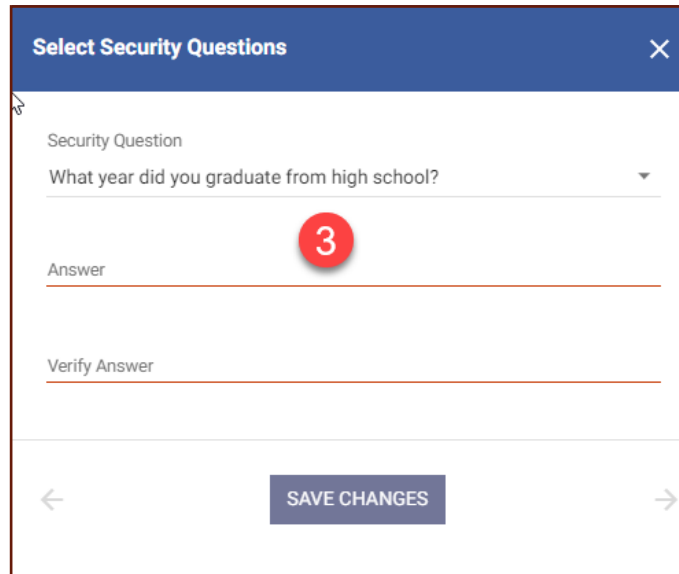 Select Security Questions
Security Question
What year did you graduate from high school?
3
Answer
Verify Answer
SAVE CHANGES